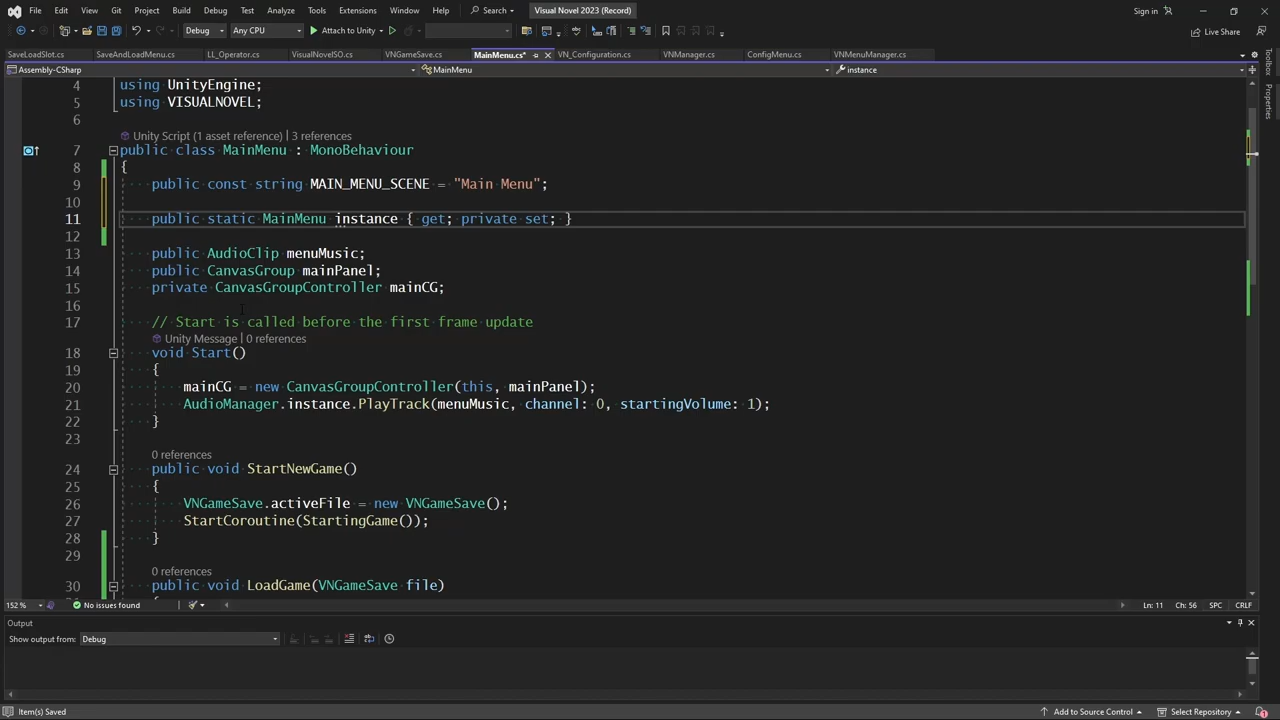 File Edit View Git Project Build Debug Test Analyze Tools Extensions Window Help Search Visual Novel 2023 (Record) Sign in
Debug Any CPU Attach to Unity Live Share
SaveLoadSlot.cs SaveAndLoadMenu.cs LL_Operator.cs VisualNovelSO.cs VNGameSave.cs MainMenu.cs* VN_Configuration.cs VNManager.cs ConfigMenu.cs VNMenuManager.cs
Assembly-CSharp MainMenu instance
Toolbox
Properties
4 using UnityEngine;
5 using VISUALNOVEL;
6
Unity Script (1 asset reference) | 3 references
7 public class MainMenu : MonoBehaviour
8 {
9 public const string MAIN_MENU_SCENE = "Main Menu";
10
11 public static MainMenu instance { get; private set; }
12
13 public AudioClip menuMusic;
14 public CanvasGroup mainPanel;
15 private CanvasGroupController mainCG;
16
17 // Start is called before the first frame update
Unity Message | 0 references
18 void Start()
19 {
20 mainCG = new CanvasGroupController(this, mainPanel);
21 AudioManager.instance.PlayTrack(menuMusic, channel: 0, startingVolume: 1);
22 }
23
0 references
24 public void StartNewGame()
25 {
26 VNGameSave.activeFile = new VNGameSave();
27 StartCoroutine(StartingGame());
28 }
29
0 references
30 public void LoadGame(VNGameSave file)
152 % No issues found Ln: 11 Ch: 56 SPC CRLF
Output
Show output from: Debug
Item(s) Saved Add to Source Control Select Repository 1